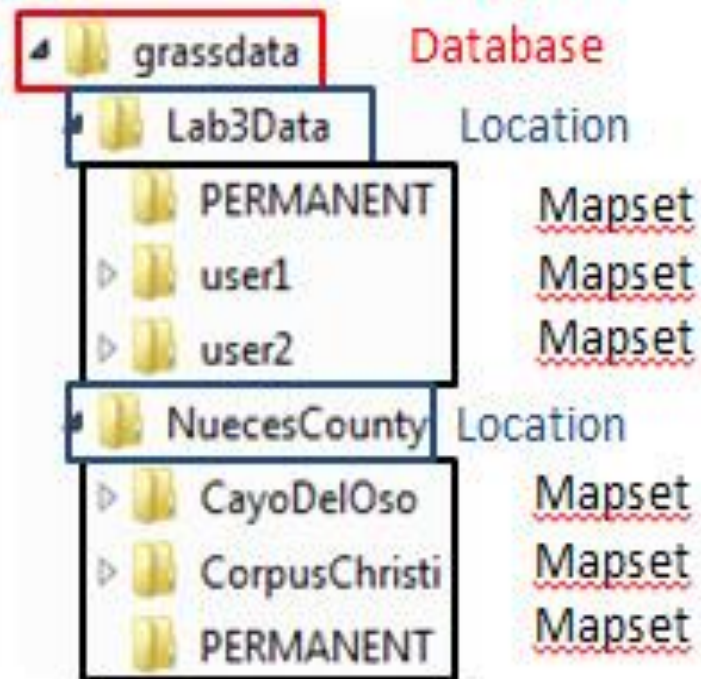 grassdata Database
Lab3Data Location
PERMANENT Mapset
user1 Mapset
user2 Mapset
NuecesCounty Location
CayoDelOso Mapset
CorpusChristi Mapset
PERMANENT Mapset